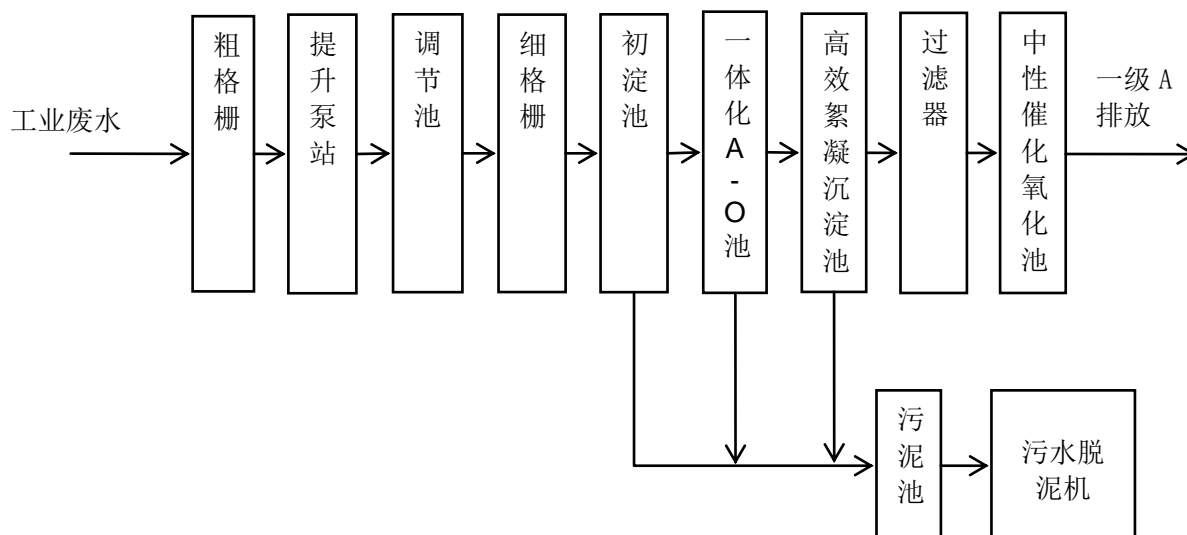 工业废水
粗格栅
提升泵站
调节池
细格栅
初淀池
一体化A-O池
高效絮凝沉淀池
过滤器
中性催化氧化池
一级 A
排放
污泥池
污水脱
泥机